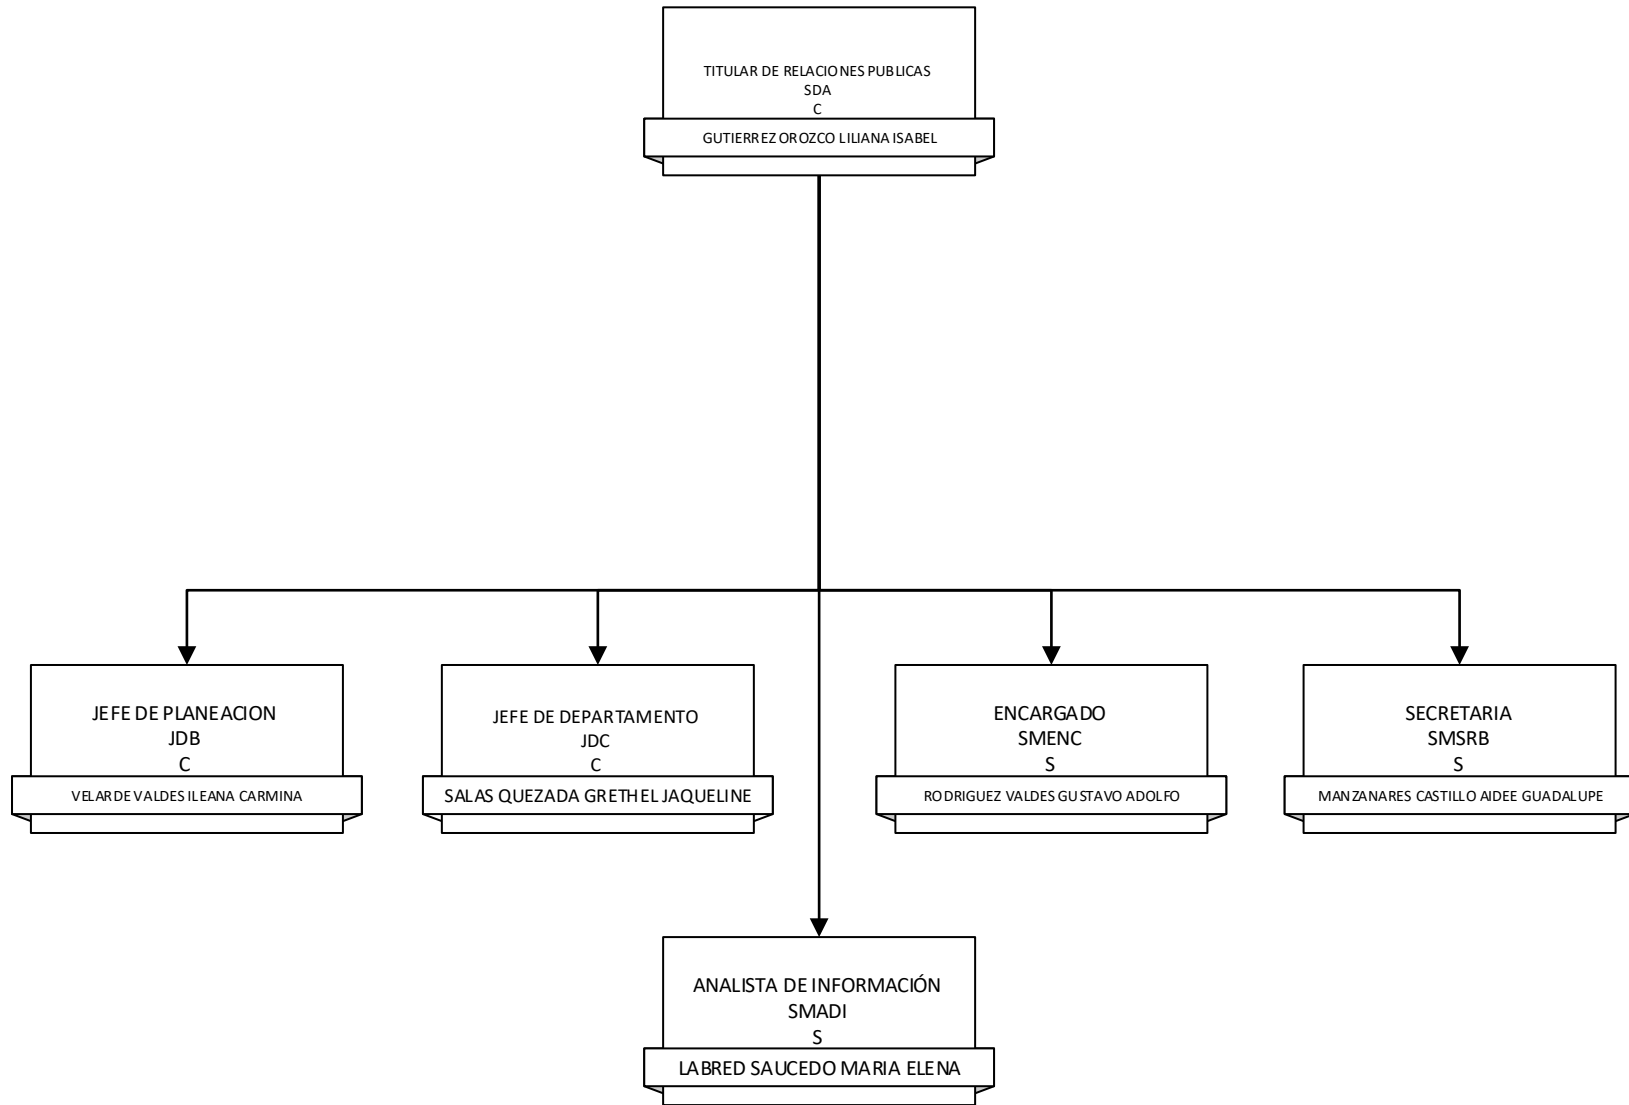 TITULAR DE RELACIONES PUBLICAS
SDA
C
GUTIERREZ OROZCO LILIANA ISABEL
JEFE DE PLANEACION
JDB
C
VELARDE VALDES ILEANA CARMINA
JEFE DE DEPARTAMENTO
JDC
C
SALAS QUEZADA GRETHEL JAQUELINE
ENCARGADO
SMENC
S
RODRIGUEZ VALDES GUSTAVO ADOLFO
SECRETARIA
SMSRB
S
MANZANARES CASTILLO AIDEE GUADALUPE
ANALISTA DE INFORMACIÓN
SMADI
S
LABRED SAUCEDO MARIA ELENA